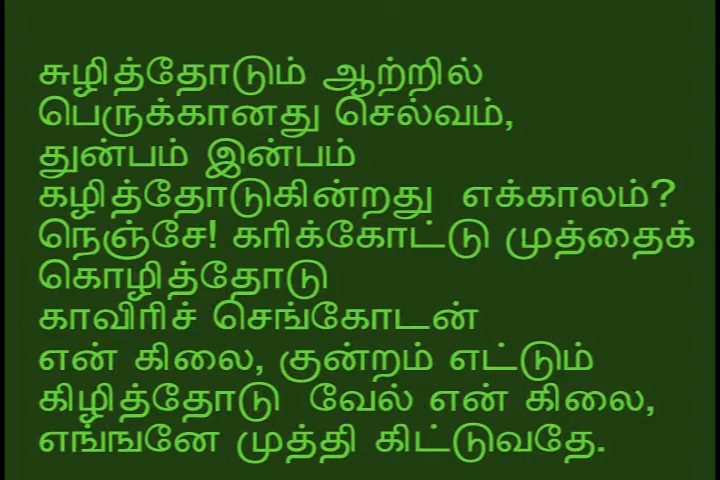 சுழித்தோடும் ஆற்றில்
பெருக்கானது செல்வம்,
துன்பம் இன்பம்
கழித்தோடுகின்றது எக்காலம்?
நெஞ்சே! கரிக்கோட்டு முத்தைக்
கொழித்தோடு
காவிரிச் செங்கோடன்
என் கிலை, குன்றம் எட்டும்
கிழித்தோடு வேல் என் கிலை,
எங்ஙனே முத்தி கிட்டுவதே.